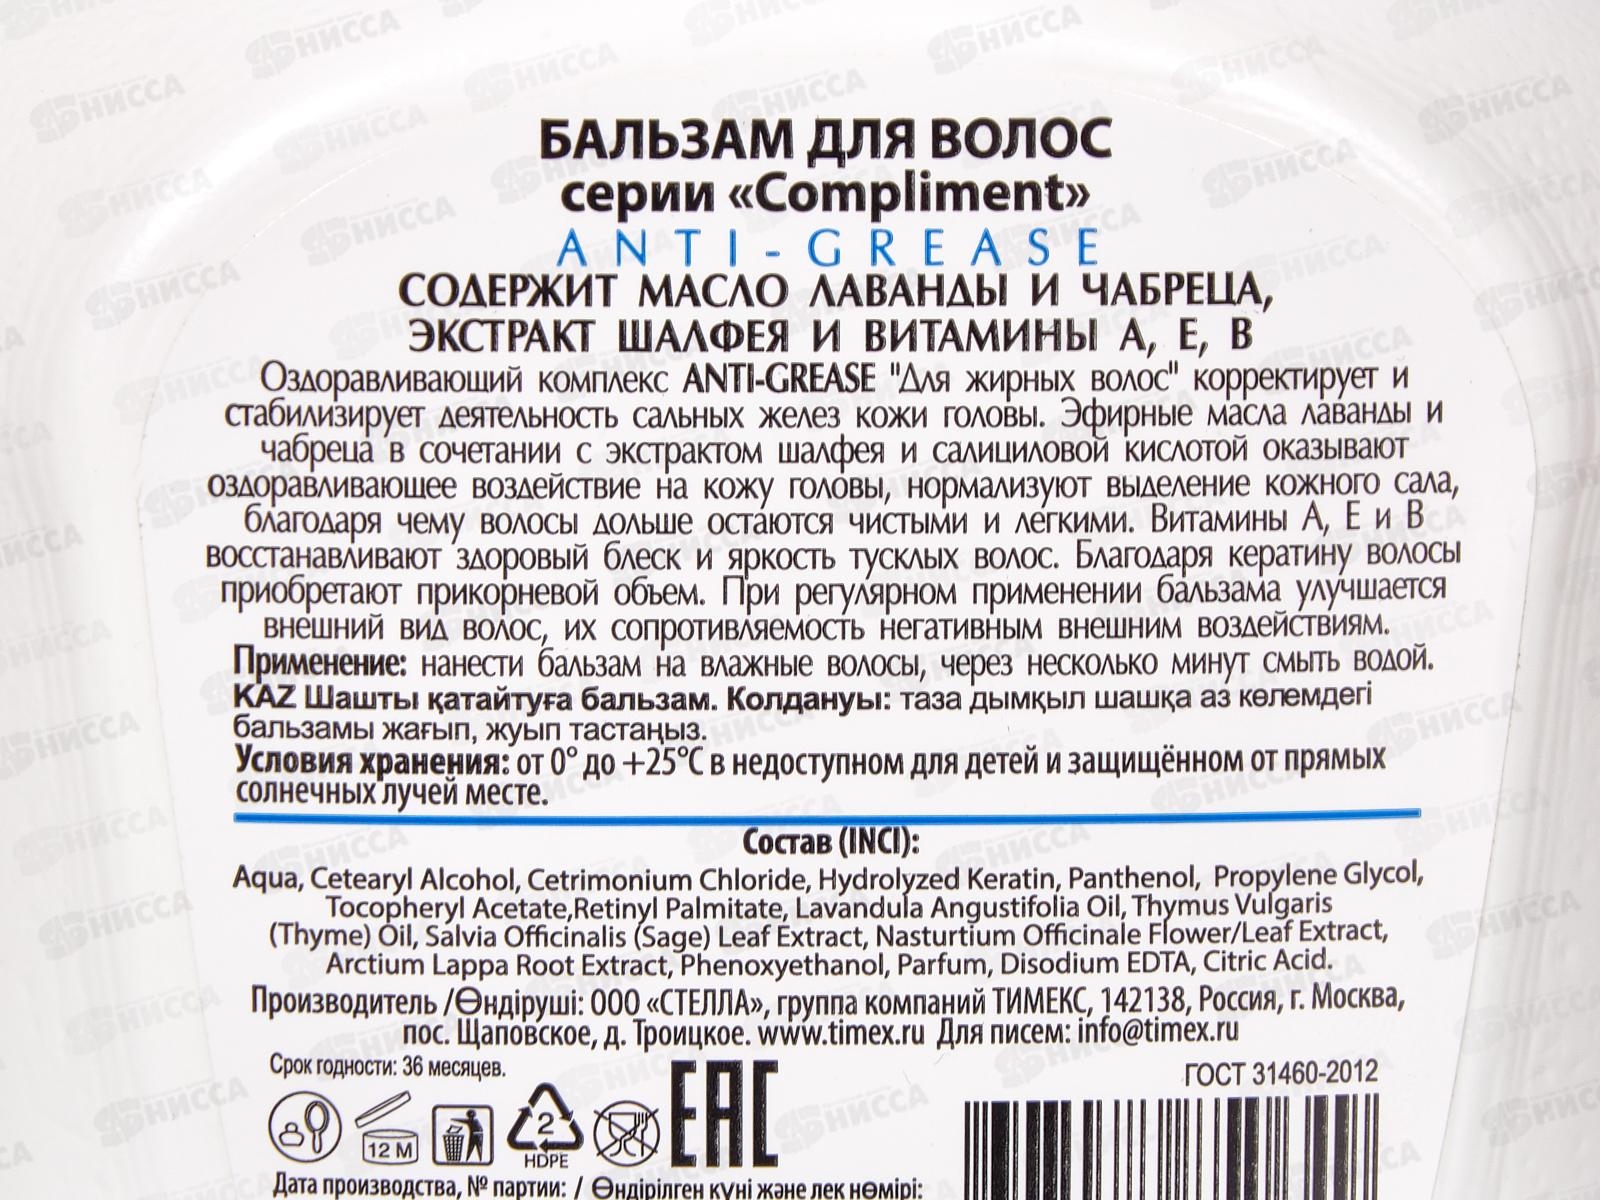 БАЛЬЗАМ ДЛЯ ВОЛОС
серии «Compliment»
ANTI-GREASE
СОДЕРЖИТ МАСЛО ЛАВАНДЫ И ЧАБРЕЦА,
ЭКСТРАКТ ШАЛФЕЯ И ВИТАМИНЫ А, Е, В
Оздоравливающий комплекс ANTI-GREASE "Для жирных волос" корректирует и
стабилизирует деятельность сальных желез кожи головы. Эфирные масла лаванды и
чабреца в сочетании с экстрактом шалфея и салициловой кислотой оказывают
оздоравливающее воздействие на кожу головы, нормализуют выделение кожного сала,
благодаря чему волосы дольше остаются чистыми и легкими. Витамины А, Е и В
восстанавливают здоровый блеск и яркость тусклых волос. Благодаря кератину волосы
приобретают прикорневой объем. При регулярном применении бальзама улучшается
внешний вид волос, их сопротивляемость негативным внешним воздействиям.
Применение: нанести бальзам на влажные волосы, через несколько минут смыть водой.
KAZ Шашты қатайтуға бальзам. Колдануы: таза дымқыл шашқа аз көлемдегі
бальзамы жағып, жуып тастаңыз.
Условия хранения: от 0° до +25°С в недоступном для детей и защищённом от прямых
солнечных лучей месте.
Состав (INCI):
Aqua, Cetearyl Alcohol, Cetrimonium Chloride, Hydrolyzed Keratin, Panthenol, Propylene Glycol,
Tocopheryl Acetate,Retinyl Palmitate, Lavandula Angustifolia Oil, Thymus Vulgaris
(Thyme) Oil, Salvia Officinalis (Sage) Leaf Extract, Nasturtium Officinale Flower/Leaf Extract,
Arctium Lappa Root Extract, Phenoxyethanol, Parfum, Disodium EDTA, Citric Acid.
Производитель /Өндіруші: ООО «СТЕЛЛА», группа компаний ТИМЕКС, 142138, Россия, г. Москва,
пос. Щаповское, д. Троицкое. www.timex.ru Для писем: info@timex.ru
Срок годности: 36 месяцев.
ГОСТ 31460-2012
12 М
2
HDPE
EAC
Дата производства, № партии: / Өндірілген күні және лек нөмірі:
НИССА